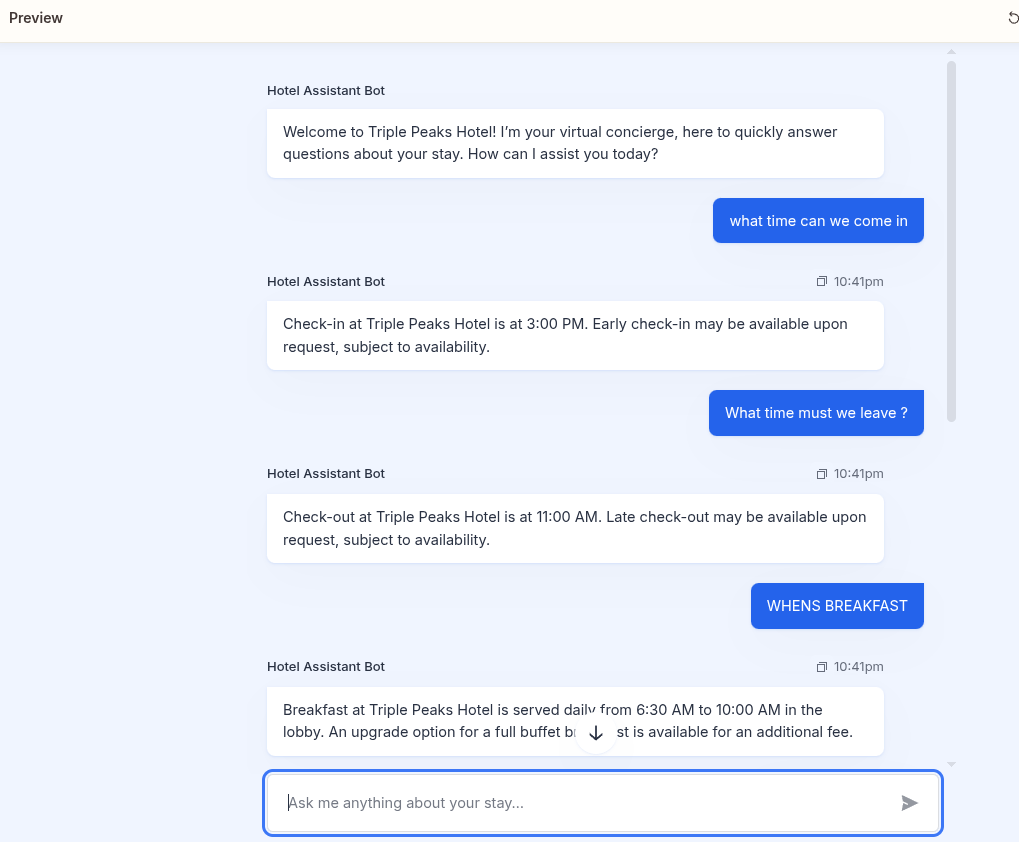 Preview
Hotel Assistant Bot
Welcome to Triple Peaks Hotel! I’m your virtual concierge, here to quickly answer
questions about your stay. How can I assist you today?
what time can we come in
Hotel Assistant Bot 10:41pm
Check-in at Triple Peaks Hotel is at 3:00 PM. Early check-in may be available upon
request, subject to availability.
What time must we leave ?
Hotel Assistant Bot 10:41pm
Check-out at Triple Peaks Hotel is at 11:00 AM. Late check-out may be available upon
request, subject to availability.
WHENS BREAKFAST
Hotel Assistant Bot 10:41pm
Breakfast at Triple Peaks Hotel is served daily from 6:30 AM to 10:00 AM in the
lobby. An upgrade option for a full buffet is available for an additional fee.
Ask me anything about your stay...